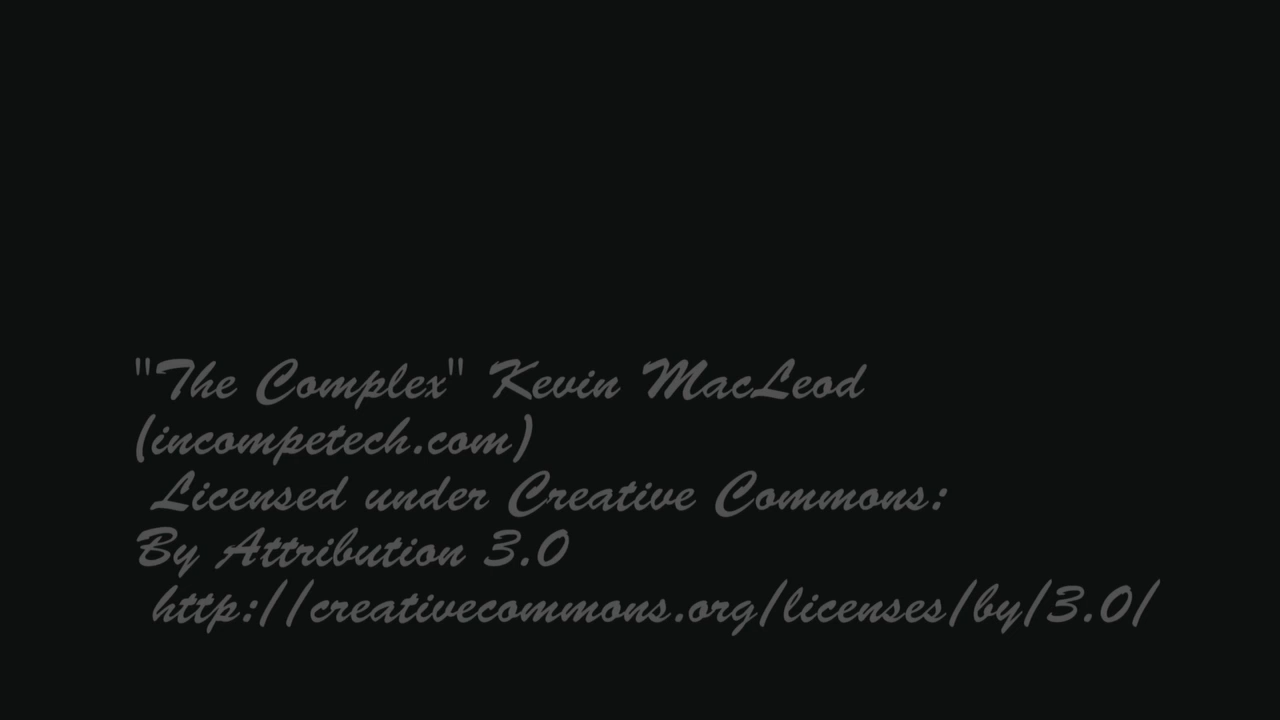 "The Complex" Kevin MacLeod
(incompetech.com)
Licensed under Creative Commons:
By Attribution 3.0
http://creativecommons.org/licenses/by/3.0/